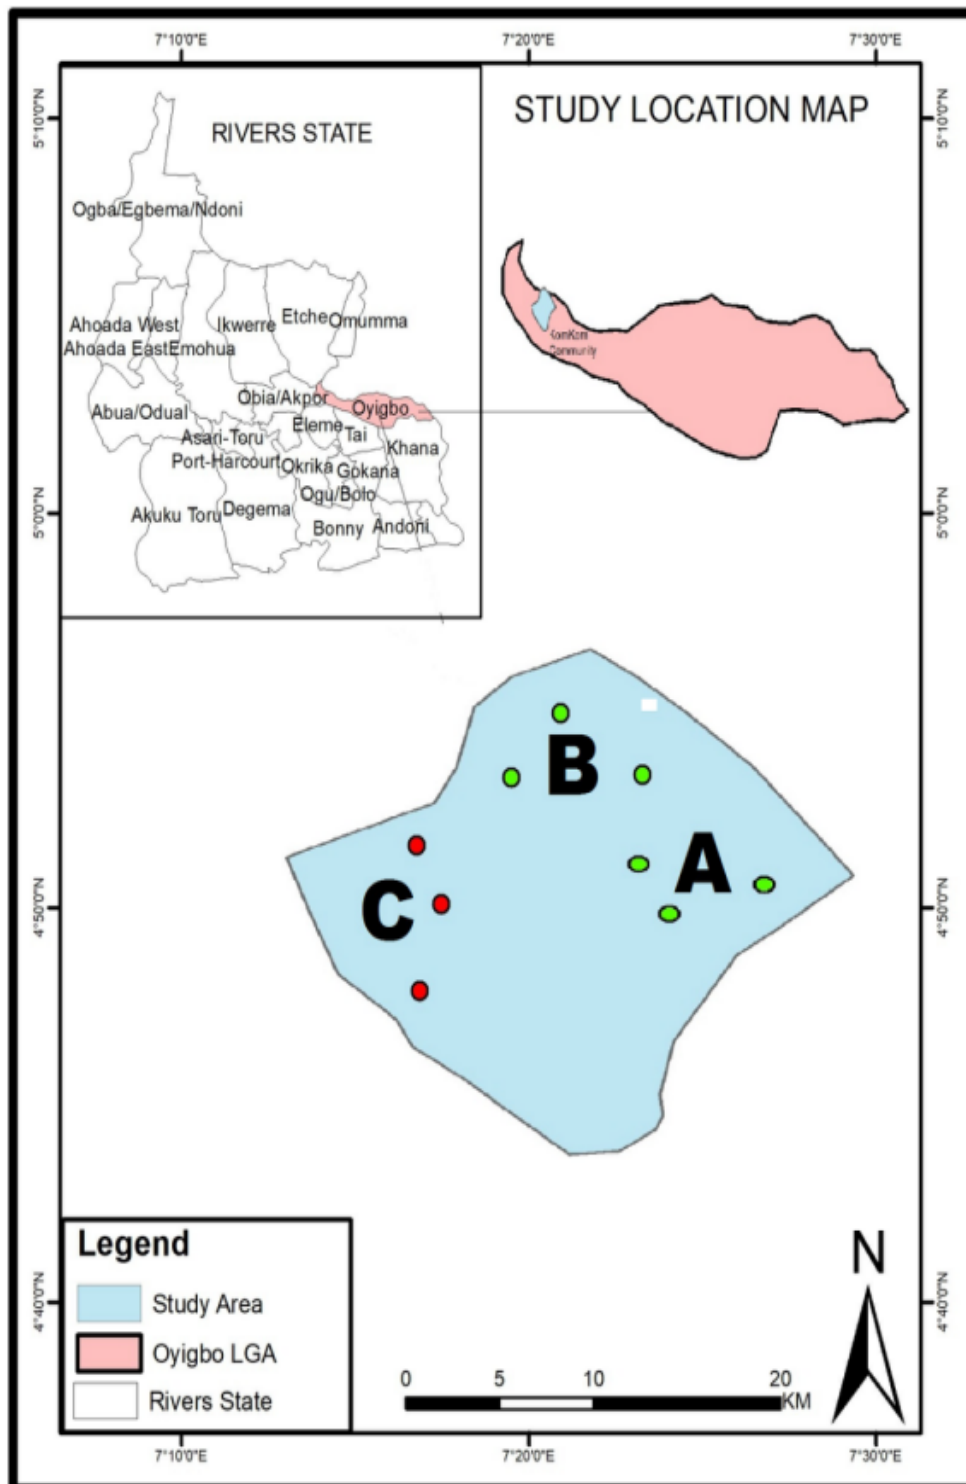 7°10'0"E 7°20'0"E 7°30'0"E
5°10'0"N 5°10'0"N
STUDY LOCATION MAP
RIVERS STATE
Ogba/Egbema/Ndoni
Etche Omumma
Ahoada West Ikwerre
Ahoada East Emohua
KomKom
Community
Obia/Akpor
Oyigbo
Abua/Odual
Eleme Tai
Asari-Toru
Khana
Port-Harcourt Okrika Gokana
Ogu/Bolo
Akuku Toru Degema
Bonny Andoni
5°0'0"N 5°0'0"N
B
A
C
4°50'0"N 4°50'0"N
Legend
Study Area
Oyigbo LGA
Rivers State
N
4°40'0"N 4°40'0"N
0 5 10 20
KM
7°10'0"E 7°20'0"E 7°30'0"E